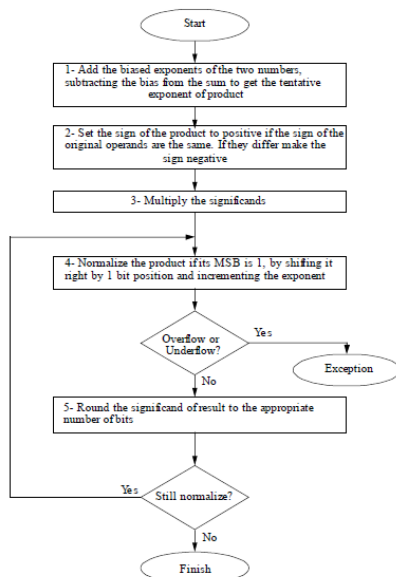 Start
1- Add the biased exponents of the two numbers,
subtracting the bias from the sum to get the tentative
exponent of product
2- Set the sign of the product to positive if the sign of the
original operands are the same. If they differ make the
sign negative
3- Multiply the significands
4- Normalize the product if its MSB is 1, by shifting it
right by 1 bit position and incrementing the exponent
Overflow or
Underflow?
Yes
Exception
No
5- Round the significand of result to the appropriate
number of bits
Yes
Still normalize?
No
Finish